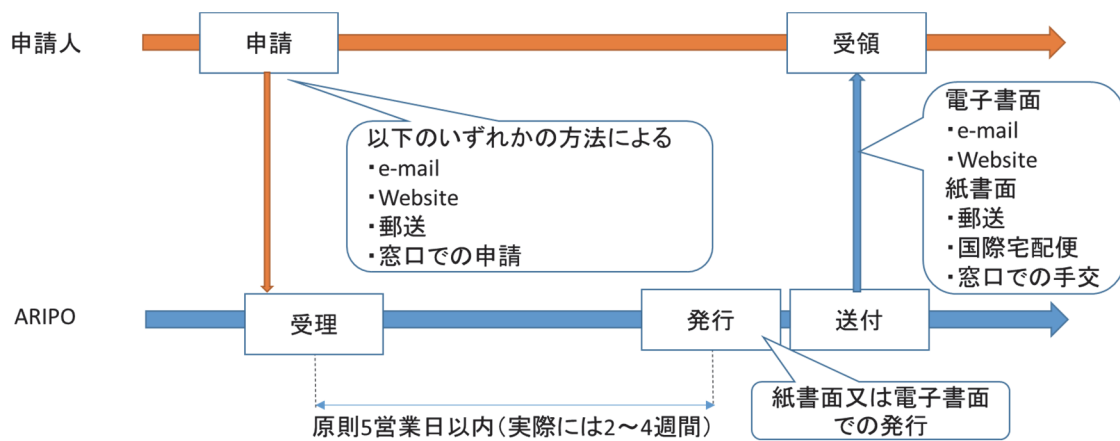 申請人
申請
受領
以下のいずれかの方法による
・e-mail
・Website
・郵送
・窓口での申請
電子書面
・e-mail
・Website
紙書面
・郵送
・国際宅配便
・窓口での手交
ARIPO
受理
発行
送付
紙書面又は電子書面
での発行
原則5営業日以内(実際には2～4週間)